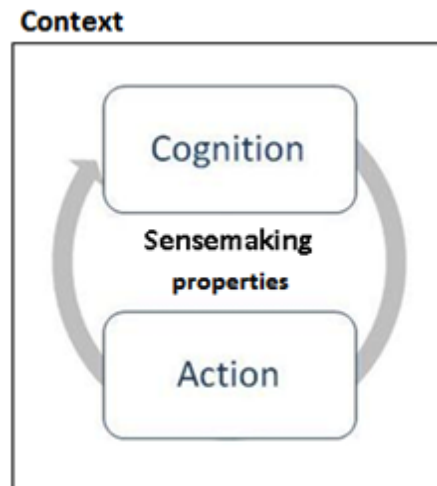 Context
Cognition
Sensemaking
properties
Action